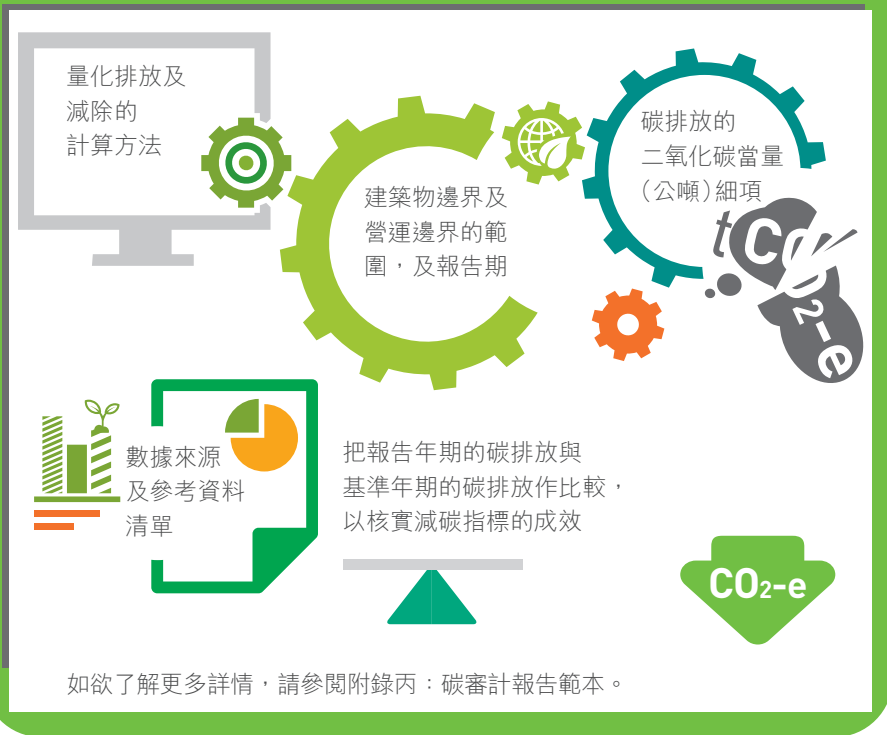 量化排放及
減除的
計算方法
建築物邊界及
營運邊界的範
圍，及報告期
碳排放的
二氧化碳當量
（公噸）細項
tCO2-e
數據來源
及參考資料
清單
把報告年期的碳排放與
基準年期的碳排放作比較，
以核實減碳指標的成效
CO2-e
如欲了解更多詳情，請參閱附錄丙：碳審計報告範本。